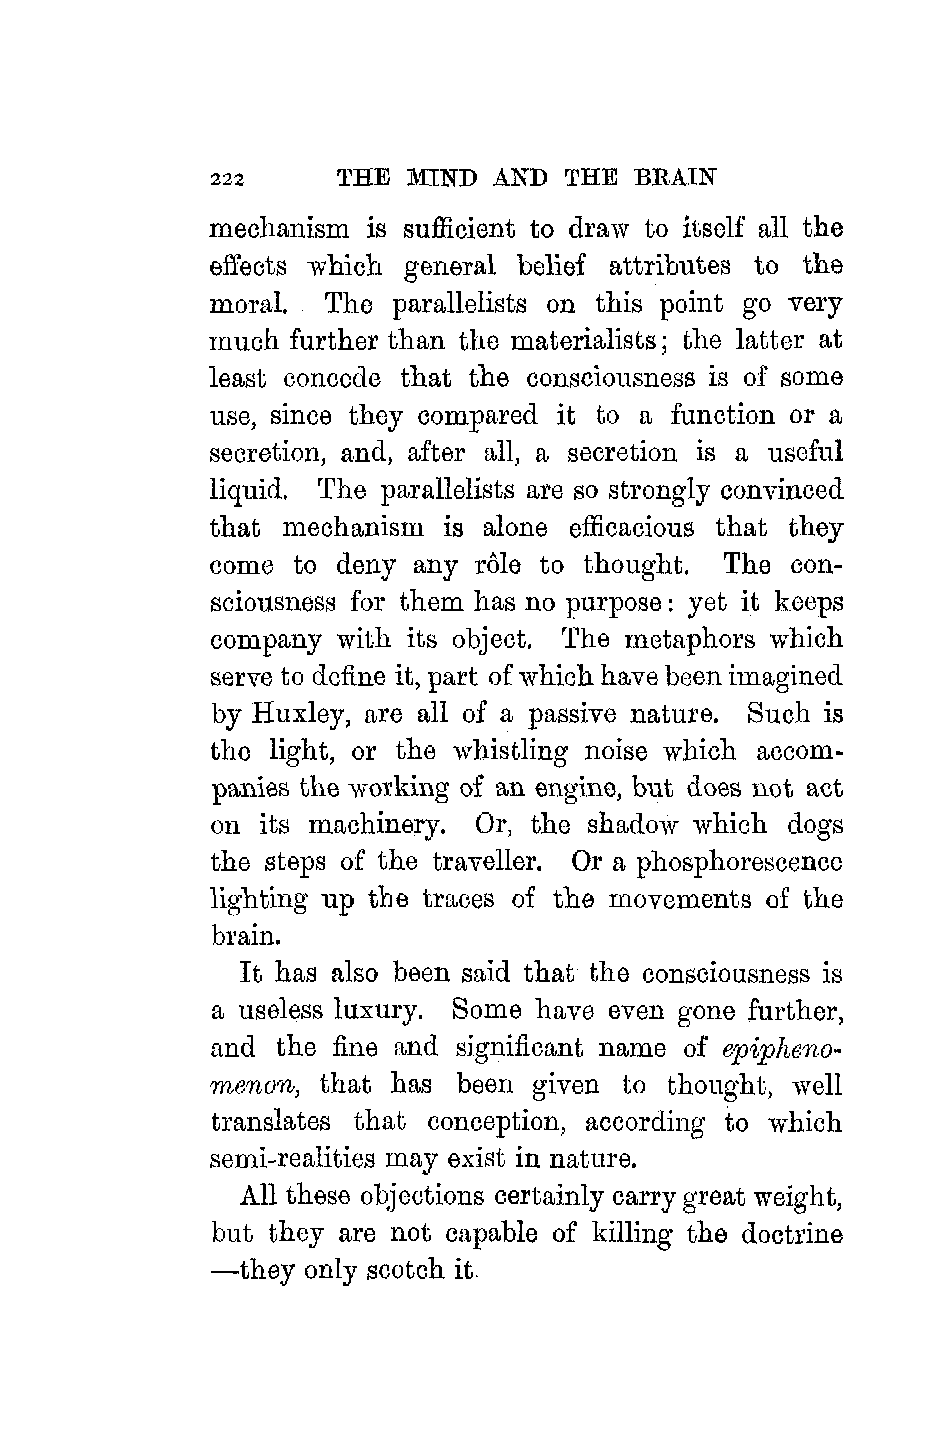 222 THE MIND AND THE BRAIN
mechanism is sufficient to draw to itself all the
effects which general belief attributes to the
moral. The parallelists on this point go very
much further than the materialists; the latter at
least concede that the consciousness is of some
use, since they compared it to a function or a
secretion, and, after all, a secretion is a useful
liquid. The parallelists are so strongly convinced
that mechanism is alone efficacious that they
come to deny any rôle to thought. The con-
sciousness for them has no purpose: yet it keeps
company with its object. The metaphors which
serve to define it, part of which have been imagined
by Huxley, are all of a passive nature. Such is
the light, or the whistling noise which accom-
panies the working of an engine, but does not act
on its machinery. Or, the shadow which dogs
the steps of the traveller. Or a phosphorescence
lighting up the traces of the movements of the
brain.
It has also been said that the consciousness is
a useless luxury. Some have even gone further,
and the fine and significant name of epipheno-
menon, that has been given to thought, well
translates that conception, according to which
semi-realities may exist in nature.
All these objections certainly carry great weight,
but they are not capable of killing the doctrine
—they only scotch it.